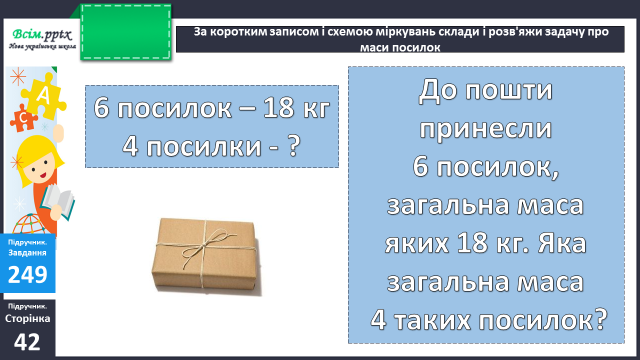 Всім.pptx
Нова українська школа
За коротким записом і схемою міркувань склади і розв'яжи задачу про
маси посилок
А
С
6 посилок – 18 кг
4 посилки - ?
До пошти
принесли
6 посилок,
загальна маса
яких 18 кг. Яка
загальна маса
4 таких посилок?
Підручник.
Завдання
249
Підручник.
Сторінка
42